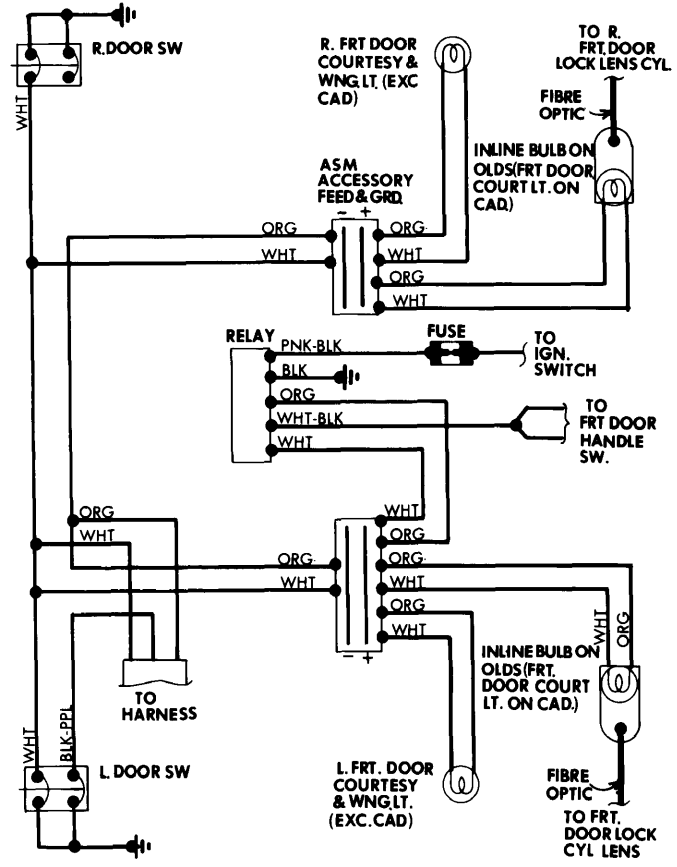 R. DOOR SW
WHT
R. FRT DOOR
COURTESY &
WNG.LT. (EXC
CAD)
TO R.
FRT. DOOR
LOCK LENS CYL.
FIBRE
OPTIC
INLINE BULB ON
OLDS(FRT DOOR
COURT LT. ON
CAD.)
ASM
ACCESSORY
FEED & GRD.
- +
ORG
WHT
ORG.
WHT
ORG
WHT
RELAY
PNK-BLK
BLK
ORG
WHT-BLK
WHT
FUSE
TO
IGN.
SWITCH
TO
FRT DOOR
HANDLE
SW.
ORG
WHT
ORG.
WHT
WHT
ORG
ORG.
WHT
ORG
WHT
- +
WHT
ORG
INLINE BULB ON
OLDS(FRT.
DOOR COURT
LT. ON CAD.)
TO
HARNESS
WHT
BLK-PPL
L. DOOR SW
L. FRT. DOOR
COURTESY
& WNG.LT.
(EXC.CAD)
FIBRE
OPTIC
TO FRT.
DOOR LOCK
CYL LENS